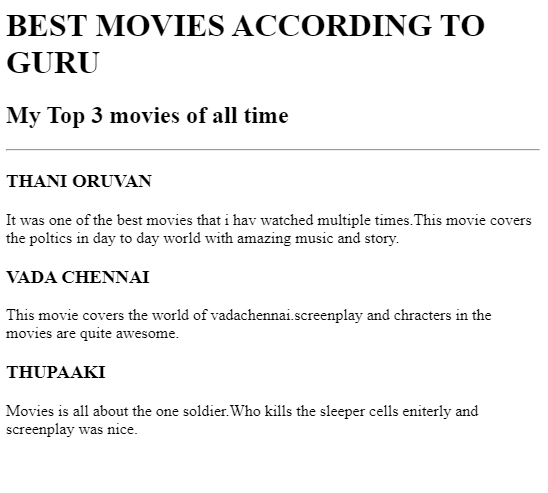 BEST MOVIES ACCORDING TO
GURU
My Top 3 movies of all time
THANI ORUVAN
It was one of the best movies that i hav watched multiple times.This movie covers
the poltics in day to day world with amazing music and story.
VADA CHENNAI
This movie covers the world of vadachennai.screenplay and chracters in the
movies are quite awesome.
THUPAAKI
Movies is all about the one soldier.Who kills the sleeper cells eniterly and
screenplay was nice.